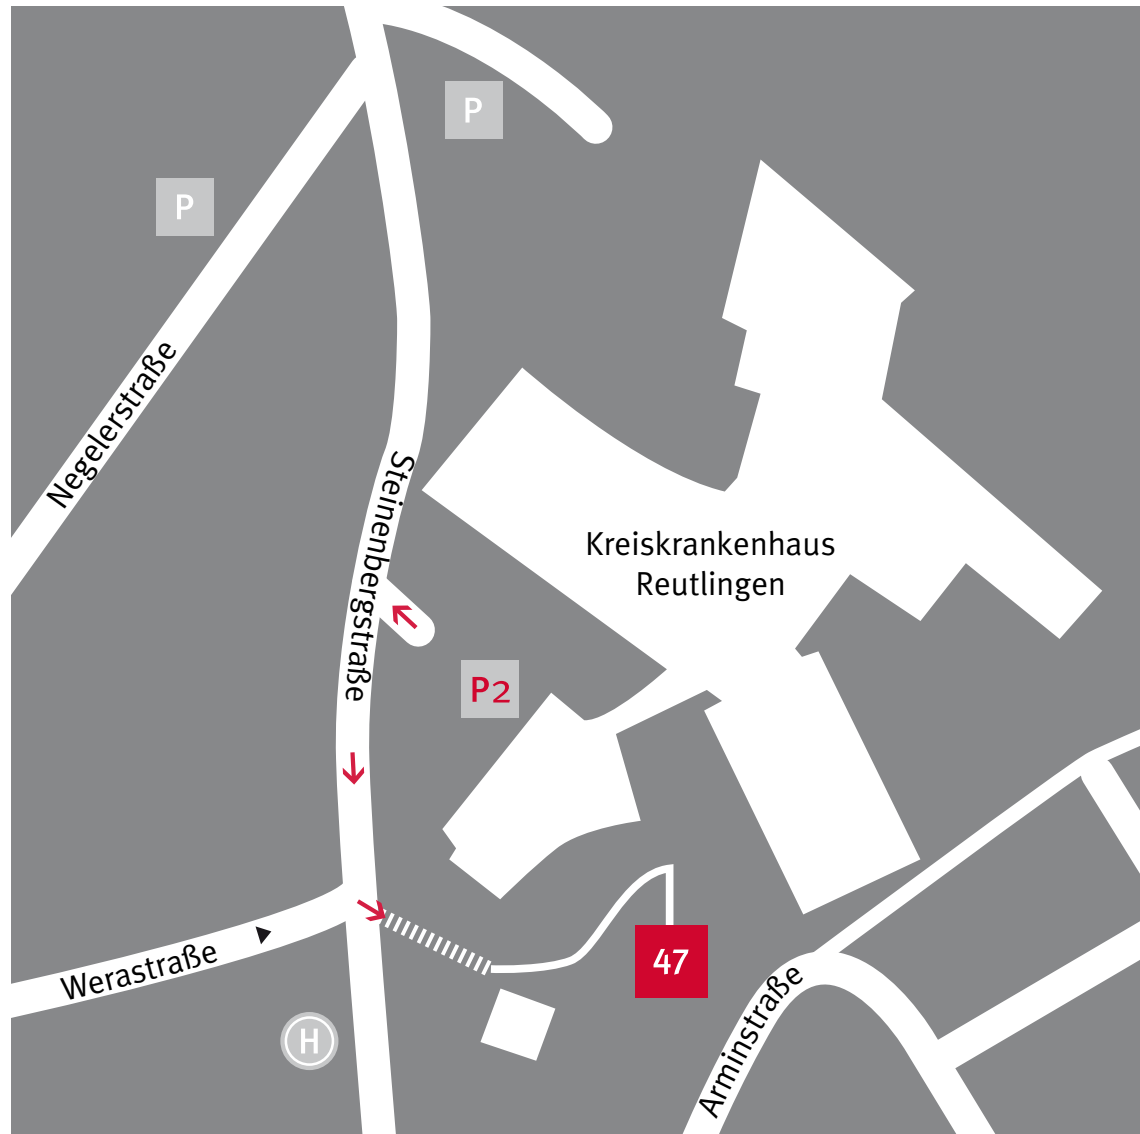 P
P
Negelerstraße
Steinenbergstraße
Kreiskrankenhaus
Reutlingen
P2
Werastraße
47
H
Arminstraße